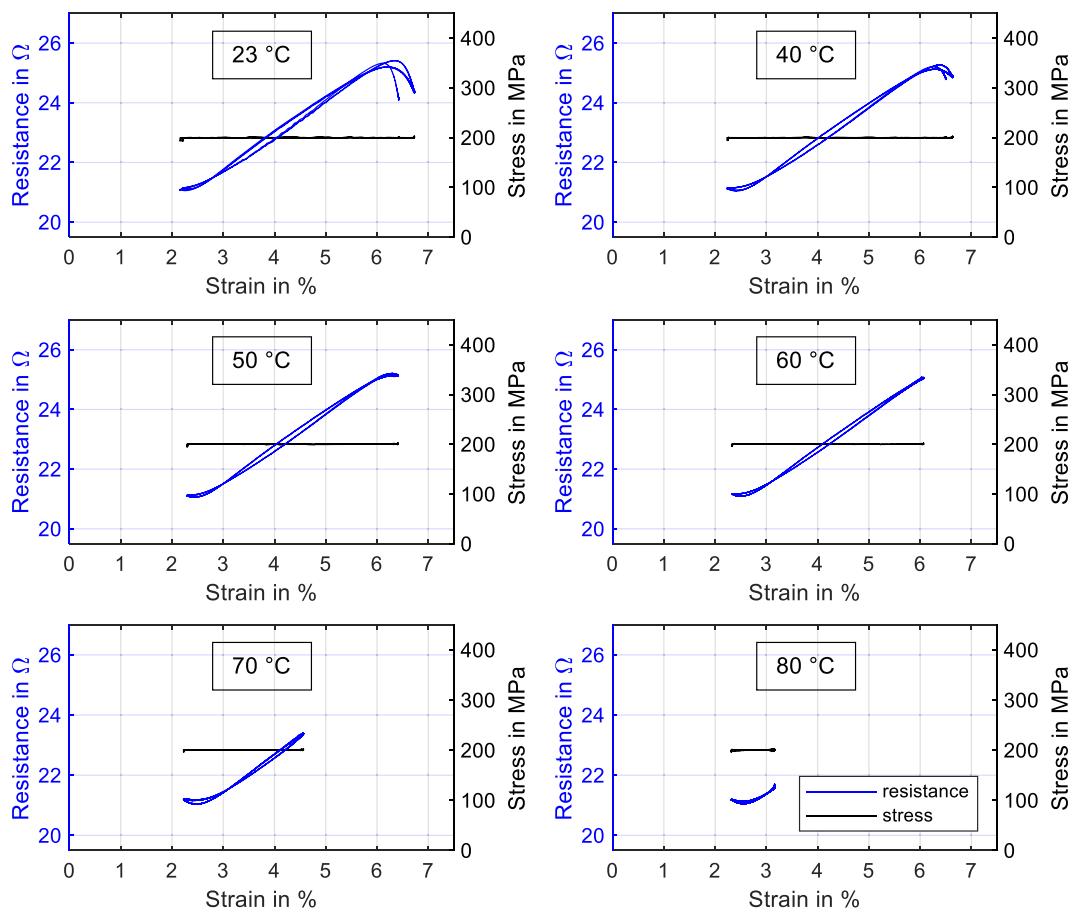 23 °C
Resistance in Ω
26
24
22
20
Stress in MPa
400
300
200
100
0
0 1 2 3 4 5 6 7
Strain in %
40 °C
Resistance in Ω
26
24
22
20
Stress in MPa
400
300
200
100
0
0 1 2 3 4 5 6 7
Strain in %
50 °C
Resistance in Ω
26
24
22
20
Stress in MPa
400
300
200
100
0
0 1 2 3 4 5 6 7
Strain in %
60 °C
Resistance in Ω
26
24
22
20
Stress in MPa
400
300
200
100
0
0 1 2 3 4 5 6 7
Strain in %
70 °C
Resistance in Ω
26
24
22
20
Stress in MPa
400
300
200
100
0
0 1 2 3 4 5 6 7
Strain in %
80 °C
Resistance in Ω
26
24
22
20
Stress in MPa
400
300
200
100
0
resistance
stress
0 1 2 3 4 5 6 7
Strain in %